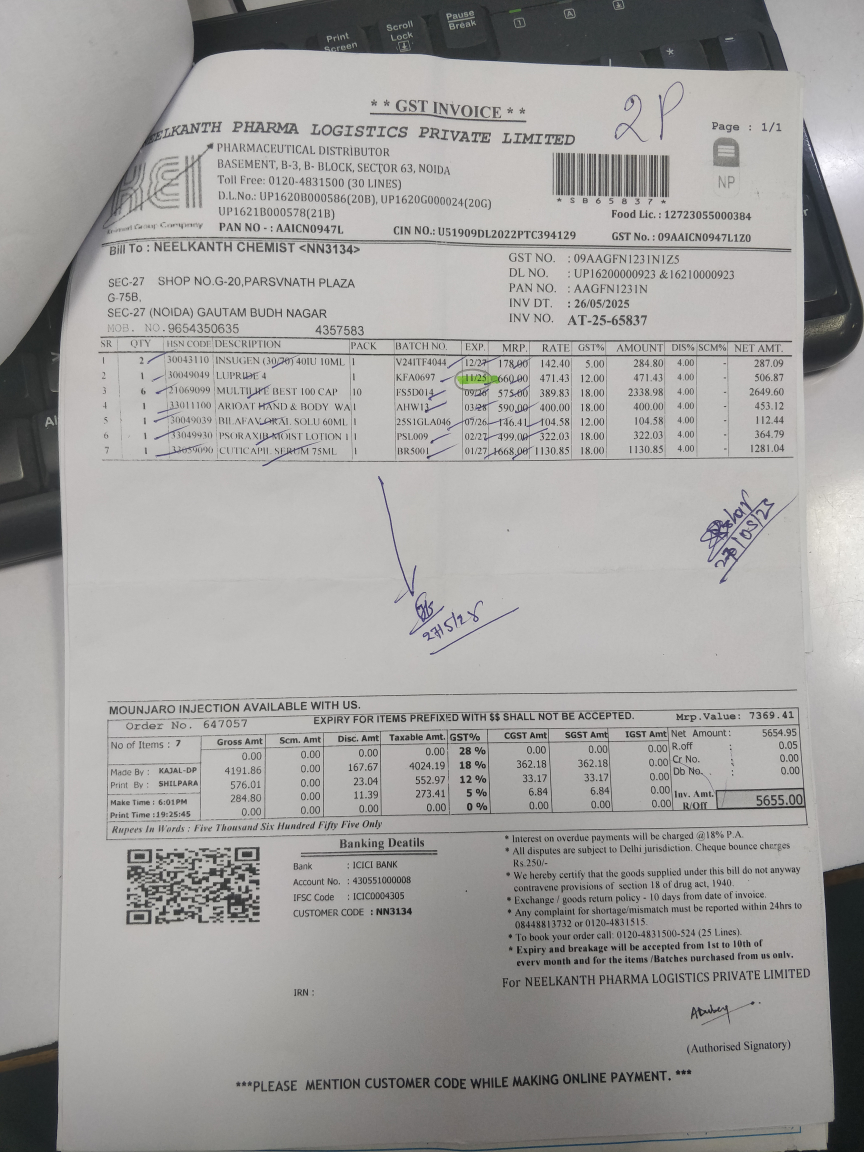 Print Screen
Scroll Lock
Pause Break
** GST INVOICE **
2P
Page : 1/1
NEELKANTH PHARMA LOGISTICS PRIVATE LIMITED
PHARMACEUTICAL DISTRIBUTOR
BASEMENT, B-3, B- BLOCK, SECTOR 63, NOIDA
Toll Free: 0120-4831500 (30 LINES)
D.L.No.: UP1620B000586(20B), UP1620G000024(20G)
UP1621B000578(21B)
PAN NO - : AAICN0947L
CIN NO.: U51909DL2022PTC394129
*SB65837*
NP
Food Lic. : 12723055000384
GST No. : 09AAICN0947L1Z0
Bill To : NEELKANTH CHEMIST <NN3134>
SEC-27 SHOP NO.G-20,PARSVNATH PLAZA
G-75B,
SEC-27 (NOIDA) GAUTAM BUDH NAGAR
MOB. NO.9654350635 4357583
GST NO. : 09AAGFN1231N1Z5
DL NO. : UP16200000923 &16210000923
PAN NO. : AAGFN1231N
INV DT. : 26/05/2025
INV NO. AT-25-65837
SR QTY HSN CODE DESCRIPTION PACK BATCH NO. EXP. MRP. RATE GST% AMOUNT DIS% SCM% NET AMT.
1 2 30043110 INSUGEN (30/70) 40IU 10ML 1 V24ITF4044 12/27 178.00 142.40 5.00 284.80 4.00 - 287.09
2 1 30049049 LUPRIDE 4 1 KFA0697 11/25 660.00 471.43 12.00 471.43 4.00 - 506.87
3 6 21069099 MULTILIFE BEST 100 CAP 10 FS5D014 09/26 575.00 389.83 18.00 2338.98 4.00 - 2649.60
4 1 33011100 ARIOAT HAND & BODY WA 1 AHW13 03/28 590.00 400.00 18.00 400.00 4.00 - 453.12
5 1 30049039 BILAFAV ORAL SOLU 60ML 1 25S1GLA046 07/26 146.41 104.58 12.00 104.58 4.00 - 112.44
6 1 33049930 PSORAXIB MOIST LOTION 1 1 PSL009 02/27 499.00 322.03 18.00 322.03 4.00 - 364.79
7 1 33059090 CUTICAPIL SERUM 75ML 1 BR5001 01/27 1668.00 1130.85 18.00 1130.85 4.00 - 1281.04
27/05/25
27/5/25
MOUNJARO INJECTION AVAILABLE WITH US.
Order No. 647057
EXPIRY FOR ITEMS PREFIXED WITH $$ SHALL NOT BE ACCEPTED.
Mrp.Value: 7369.41
No of Items : 7
Made By : KAJAL-DP
Print By : SHILPARA
Make Time : 6:01PM
Print Time :19:25:45
Gross Amt Scm. Amt Disc. Amt Taxable Amt. GST% CGST Amt SGST Amt IGST Amt
0.00 0.00 0.00 0.00 28 % 0.00 0.00 0.00
4191.86 0.00 167.67 4024.19 18 % 362.18 362.18 0.00
576.01 0.00 23.04 552.97 12 % 33.17 33.17 0.00
284.80 0.00 11.39 273.41 5 % 6.84 6.84 0.00
0.00 0.00 0.00 0.00 0 % 0.00 0.00 0.00
Net Amount: 5654.95
R.off : 0.05
Cr No. : 0.00
Db No. : 0.00
Inv. Amt. R/Off 5655.00
Rupees In Words : Five Thousand Six Hundred Fifty Five Only
Banking Deatils
Bank : ICICI BANK
Account No. : 430551000008
IFSC Code : ICIC0004305
CUSTOMER CODE : NN3134
* Interest on overdue payments will be charged @18% P.A.
* All disputes are subject to Delhi jurisdiction. Cheque bounce charges
Rs.250/-
* We hereby certify that the goods supplied under this bill do not anyway
contravene provisions of section 18 of drug act, 1940.
* Exchange / goods return policy - 10 days from date of invoice.
* Any complaint for shortage/mismatch must be reported within 24hrs to
08448813732 or 0120-4831515.
* To book your order call: 0120-4831500-524 (25 Lines).
* Expiry and breakage will be accepted from 1st to 10th of
every month and for the items /Batches purchased from us only.
For NEELKANTH PHARMA LOGISTICS PRIVATE LIMITED
IRN :
ADubey
(Authorised Signatory)
***PLEASE MENTION CUSTOMER CODE WHILE MAKING ONLINE PAYMENT. ***